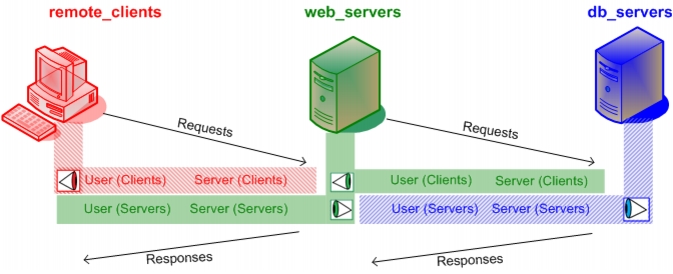 remote_clients web_servers db_servers
Requests Requests
User (Clients) Server (Clients) User (Clients) Server (Clients)
User (Servers) Server (Servers) User (Servers) Server (Servers)
Responses Responses